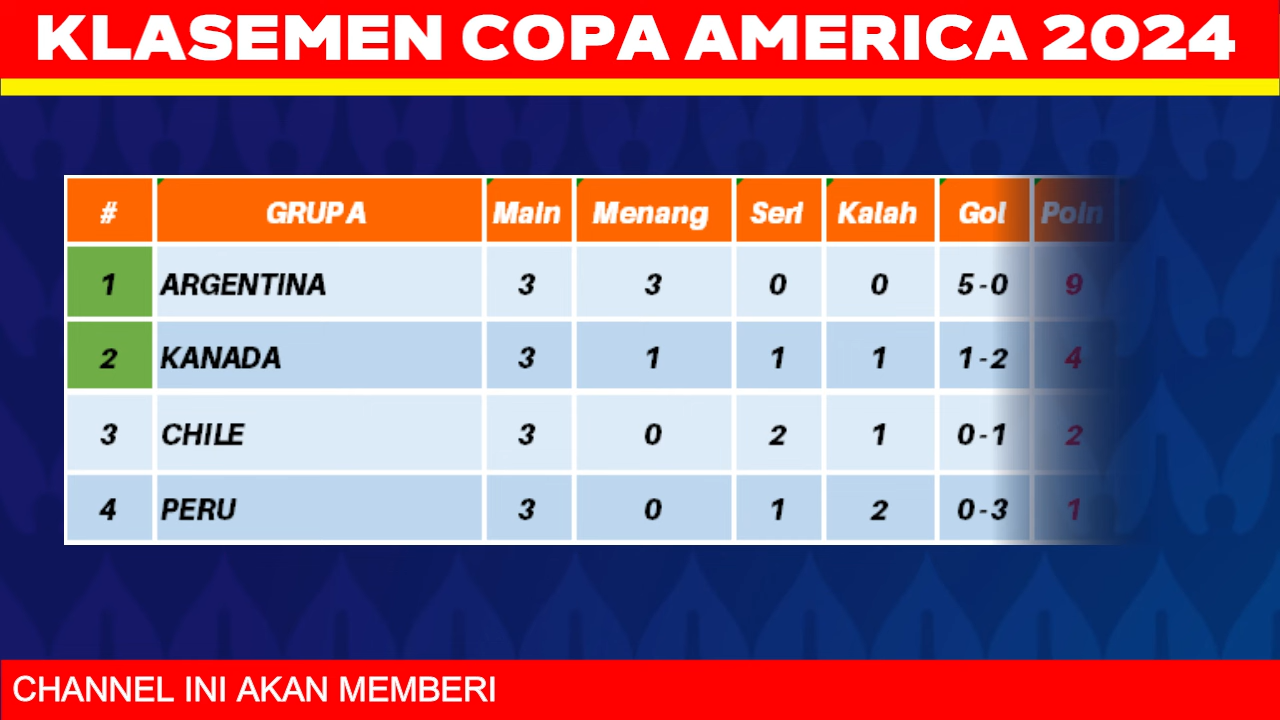 KLASEMEN COPA AMERICA 2024
# GRUP A Main Menang Seri Kalah Gol Poin
1 ARGENTINA 3 3 0 0 5-0 9
2 KANADA 3 1 1 1 1-2 4
3 CHILE 3 0 2 1 0-1 2
4 PERU 3 0 1 2 0-3 1
CHANNEL INI AKAN MEMBERI